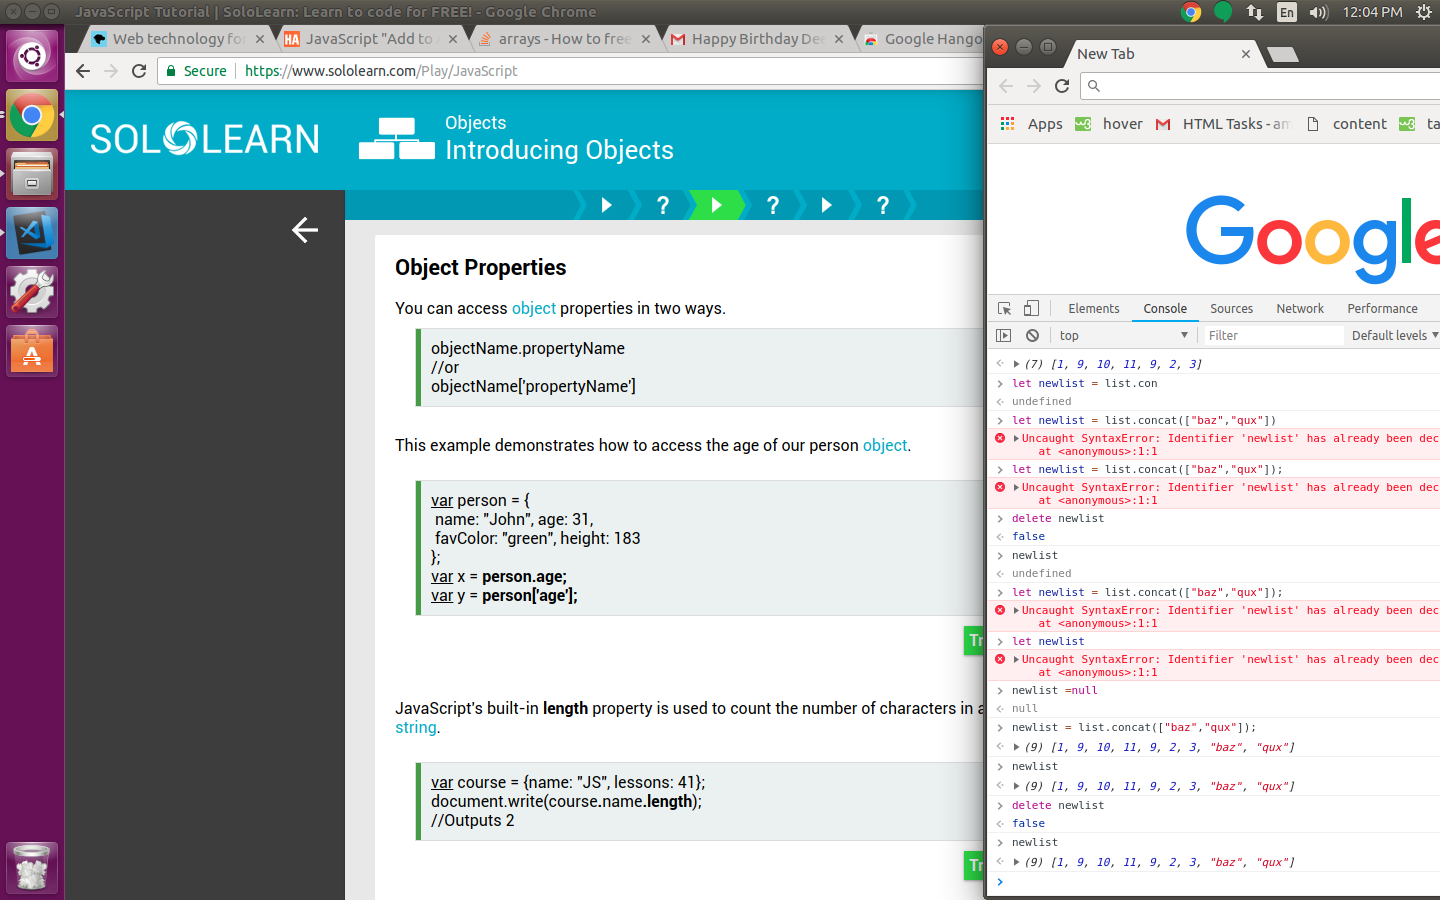 JavaScript Tutorial | SoloLearn: Learn to code for FREE! - Google Chrome
En
12:04 PM
Web technology fo
JavaScript "Add to
arrays - How to free
Happy Birthday Dee
Google Hango
Secure
https://www.sololearn.com/Play/JavaScript
SOLOLEARN
Objects
Introducing Objects
? ? ?
Object Properties
You can access object properties in two ways.
objectName.propertyName
//or
objectName['propertyName']
This example demonstrates how to access the age of our person object.
var person = {
name: "John", age: 31,
favColor: "green", height: 183
};
var x = person.age;
var y = person['age'];
JavaScript's built-in length property is used to count the number of characters in a
string.
var course = {name: "JS", lessons: 41};
document.write(course.name.length);
//Outputs 2
New Tab
Apps hover HTML Tasks - am content ta
Google
Elements Console Sources Network Performance
top Filter Default levels
(7) [1, 9, 10, 11, 9, 2, 3]
let newlist = list.con
undefined
let newlist = list.concat(["baz","qux"])
Uncaught SyntaxError: Identifier 'newlist' has already been dec
at <anonymous>:1:1
let newlist = list.concat(["baz","qux"]);
Uncaught SyntaxError: Identifier 'newlist' has already been dec
at <anonymous>:1:1
delete newlist
false
newlist
undefined
let newlist = list.concat(["baz","qux"]);
Uncaught SyntaxError: Identifier 'newlist' has already been dec
at <anonymous>:1:1
let newlist
Uncaught SyntaxError: Identifier 'newlist' has already been dec
at <anonymous>:1:1
newlist =null
null
newlist = list.concat(["baz","qux"]);
(9) [1, 9, 10, 11, 9, 2, 3, "baz", "qux"]
newlist
(9) [1, 9, 10, 11, 9, 2, 3, "baz", "qux"]
delete newlist
false
newlist
(9) [1, 9, 10, 11, 9, 2, 3, "baz", "qux"]